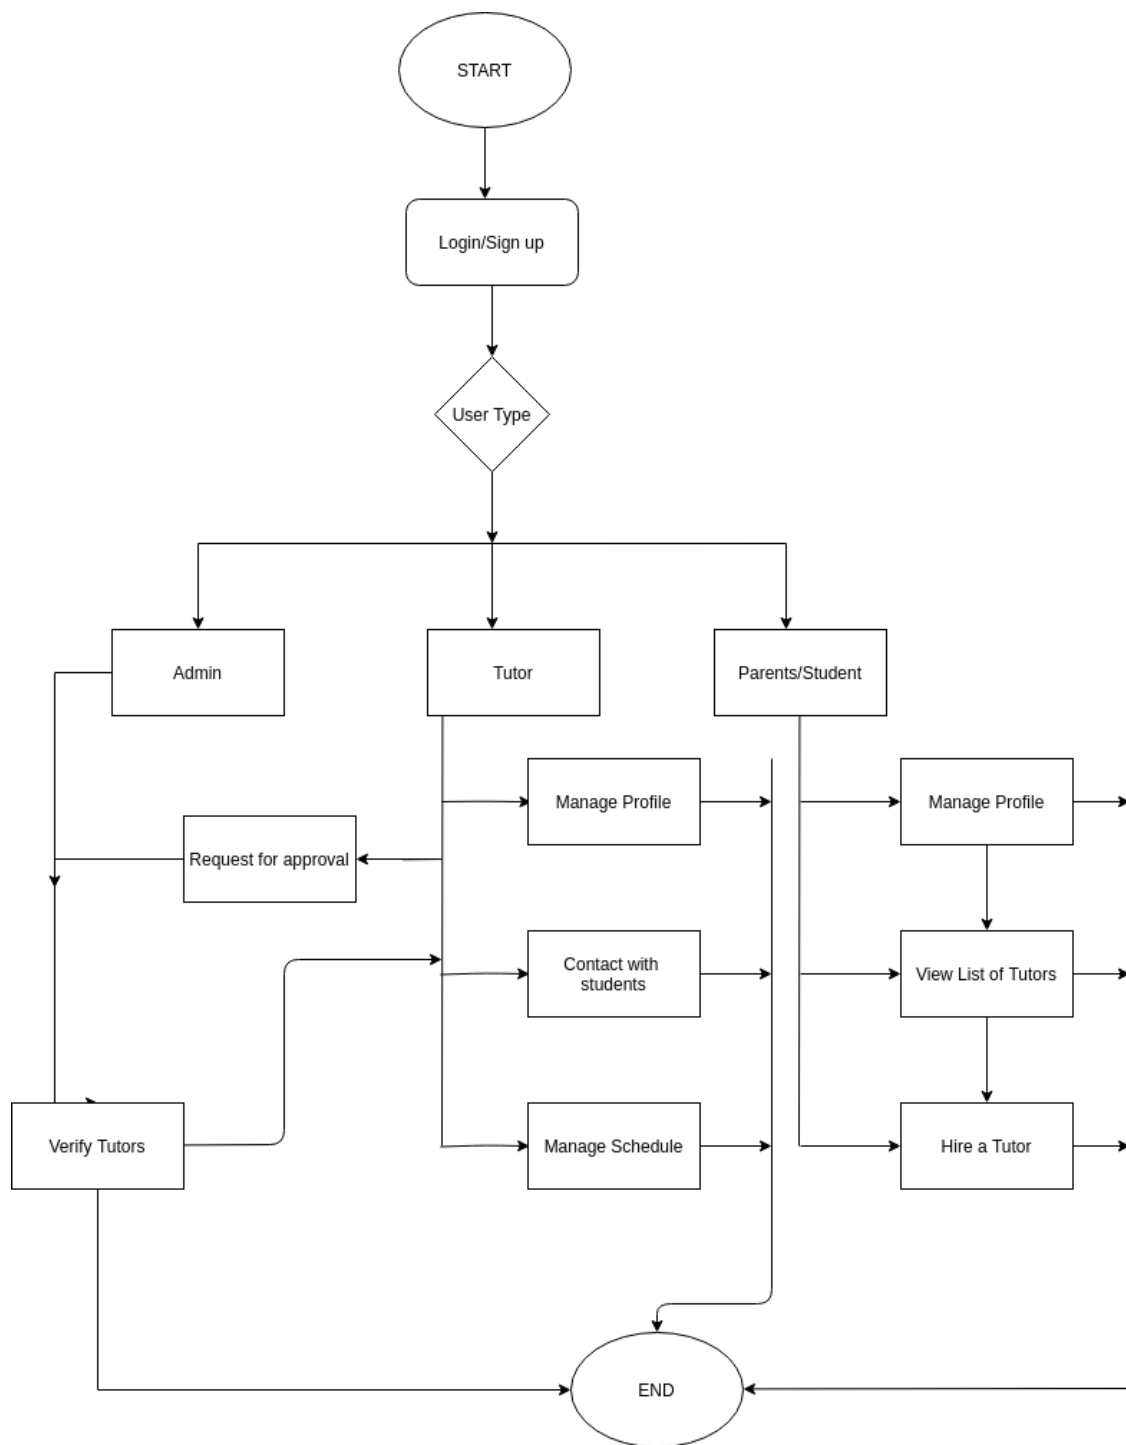 START
Login/Sign up
User Type
Admin
Tutor
Parents/Student
Manage Profile
Manage Profile
Request for approval
Contact with
students
View List of Tutors
Verify Tutors
Manage Schedule
Hire a Tutor
END